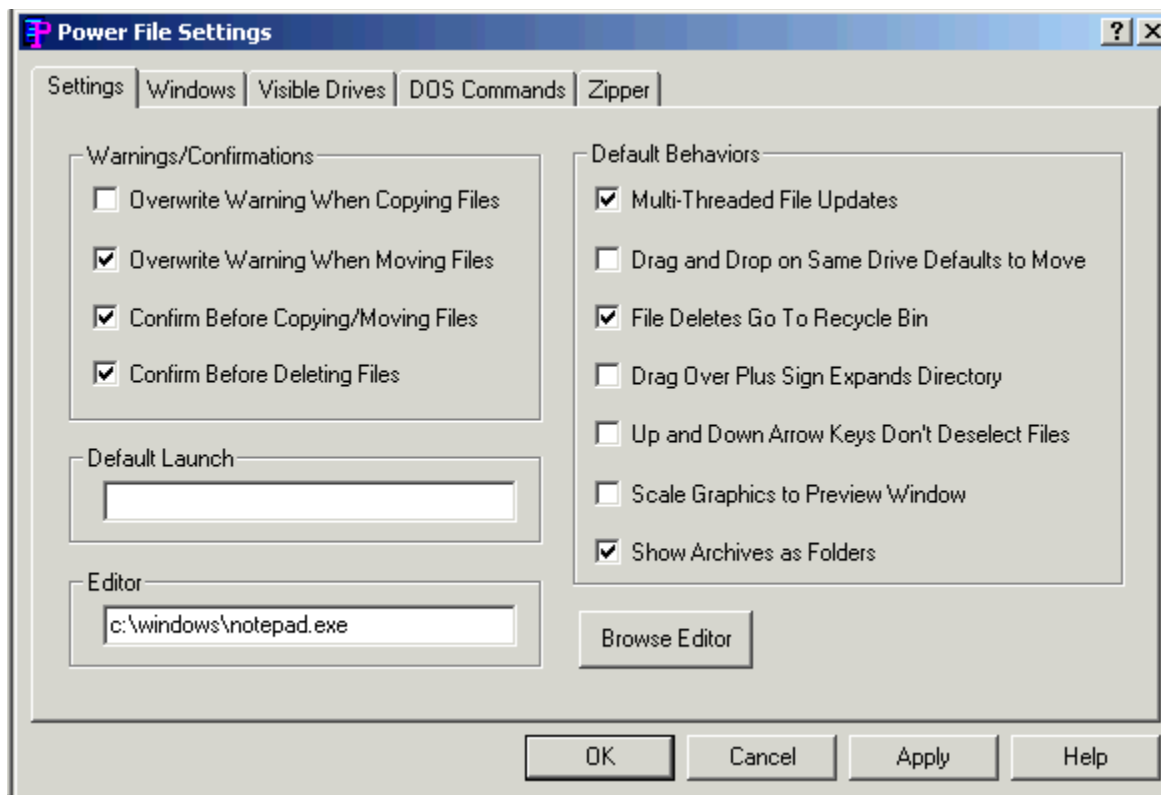 Power File Settings
Settings Windows Visible Drives DOS Commands Zipper
Warnings/Confirmations
Overwrite Warning When Copying Files
Overwrite Warning When Moving Files
Confirm Before Copying/Moving Files
Confirm Before Deleting Files
Default Launch
Editor
c:\windows\notepad.exe
Default Behaviors
Multi-Threaded File Updates
Drag and Drop on Same Drive Defaults to Move
File Deletes Go To Recycle Bin
Drag Over Plus Sign Expands Directory
Up and Down Arrow Keys Don't Deselect Files
Scale Graphics to Preview Window
Show Archives as Folders
Browse Editor
OK Cancel Apply Help